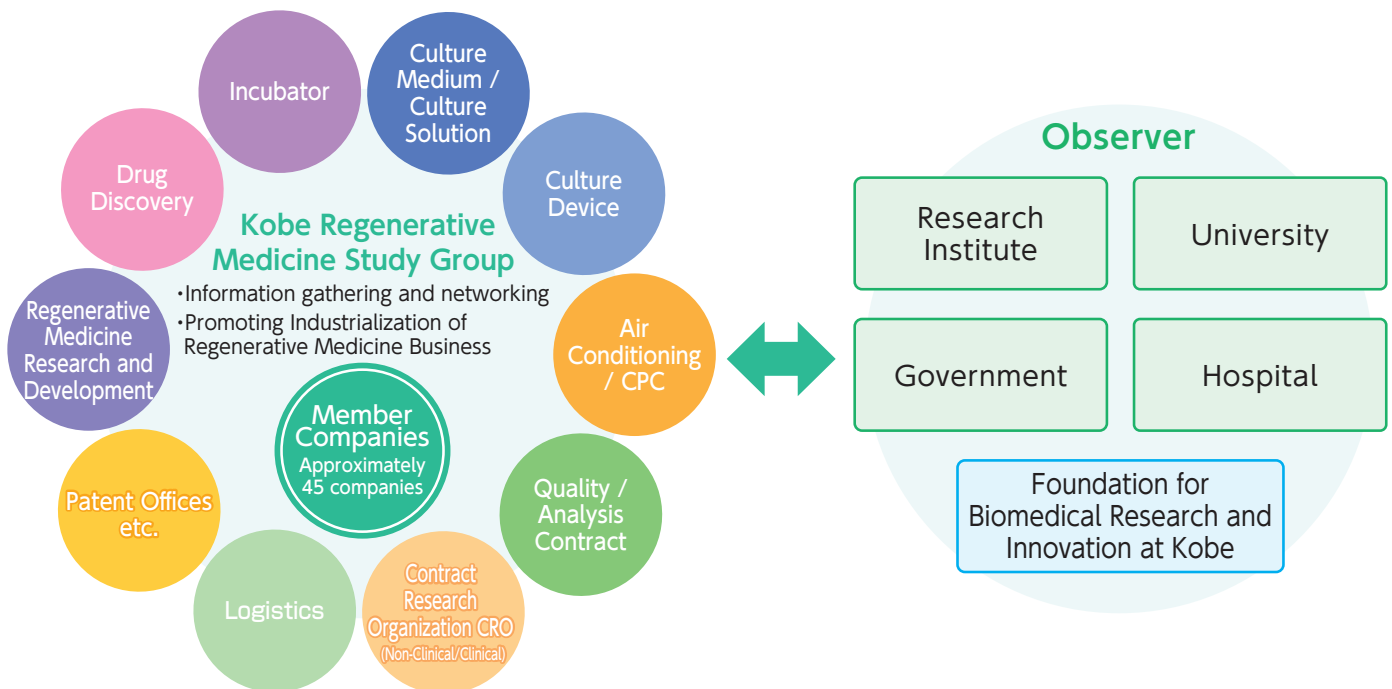 Incubator
Culture
Medium /
Culture
Solution
Drug
Discovery
Culture
Device
Kobe Regenerative
Medicine Study Group
・Information gathering and networking
・Promoting Industrialization of
Regenerative Medicine Business
Regenerative
Medicine
Research and
Development
Air
Conditioning
/ CPC
Member
Companies
Approximately
45 companies
Patent Offices
etc.
Quality /
Analysis
Contract
Logistics
Contract
Research
Organization CRO
(Non-Clinical/Clinical)
Observer
Research
Institute
University
Government
Hospital
Foundation for
Biomedical Research and
Innovation at Kobe